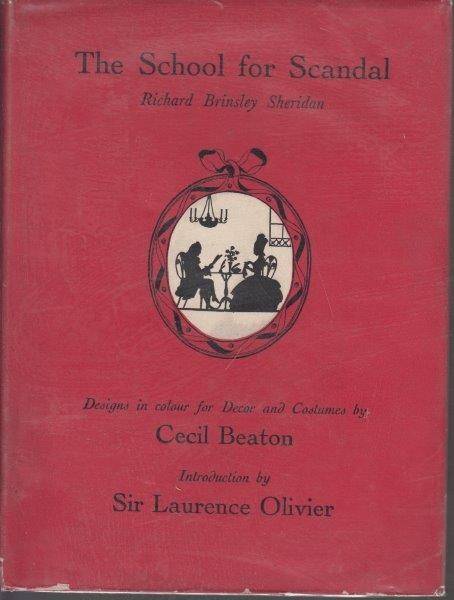 The School for Scandal
Richard Brinsley Sheridan
Designs in colour for Decor and Costumes by
Cecil Beaton
Introduction by
Sir Laurence Olivier